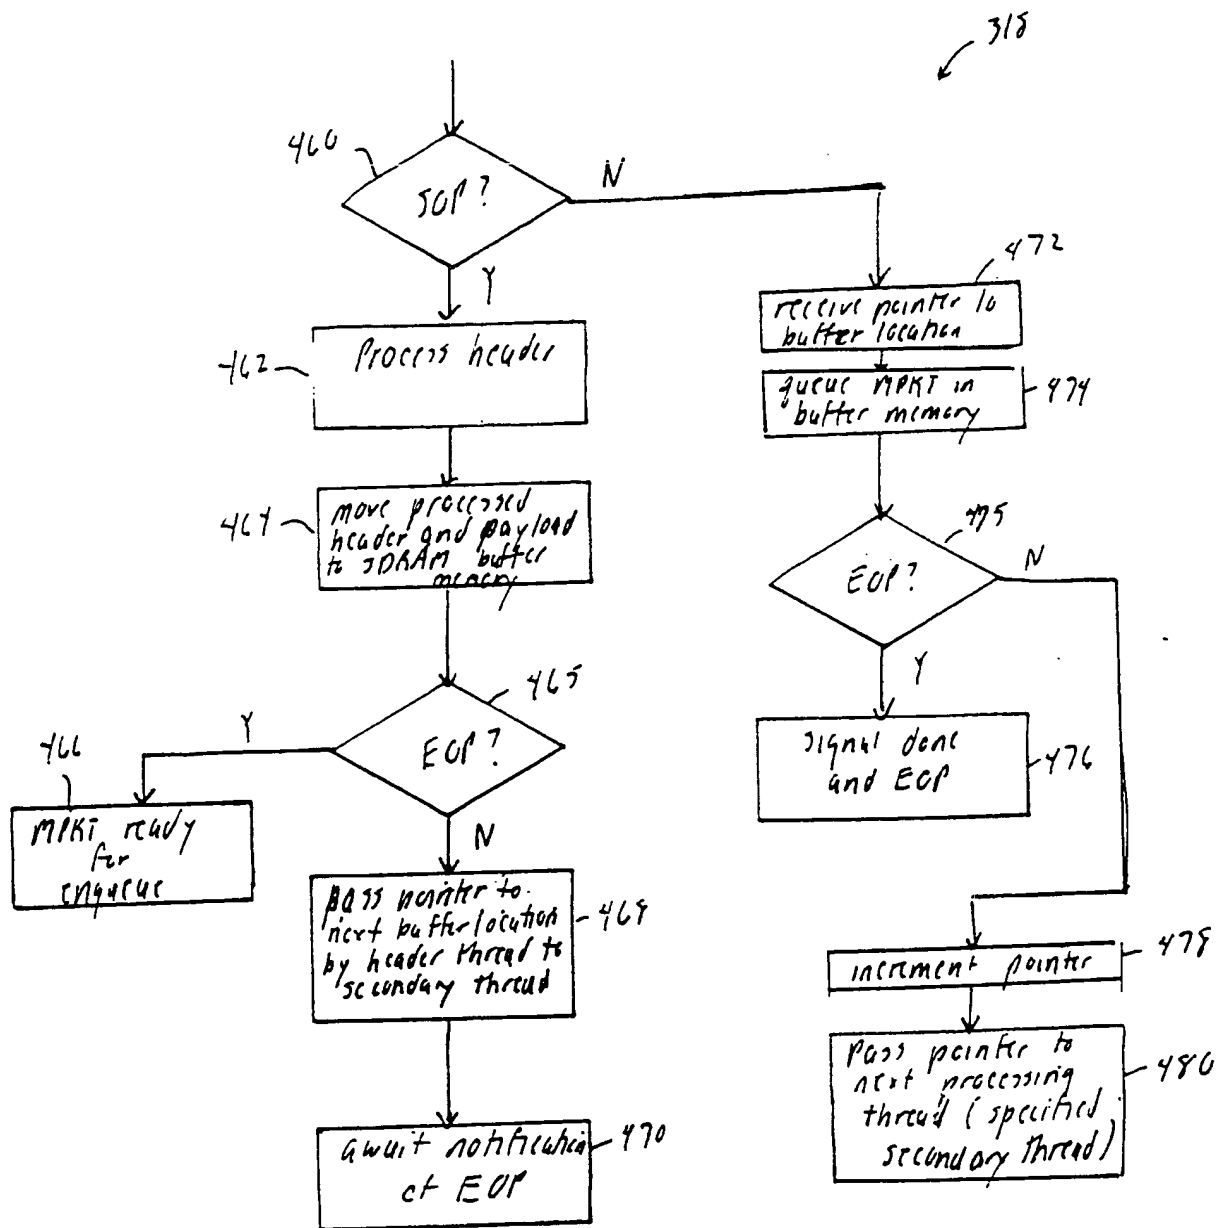 318
460
SOP?
N
Y
462
Process header
472
receive pointer to
buffer location
queue MPKT in
buffer memory
474
464
move processed
header and payload
to SDRAM buffer
memory
475
EOP?
N
Y
465
EOP?
Y
N
466
MPKT ready
for
enqueue
signal done
and EOP
476
pass pointer to
next buffer location
by header thread to
secondary thread
468
increment pointer
478
Pass pointer to
next processing
thread (specified
secondary thread)
480
await notification
of EOP
470